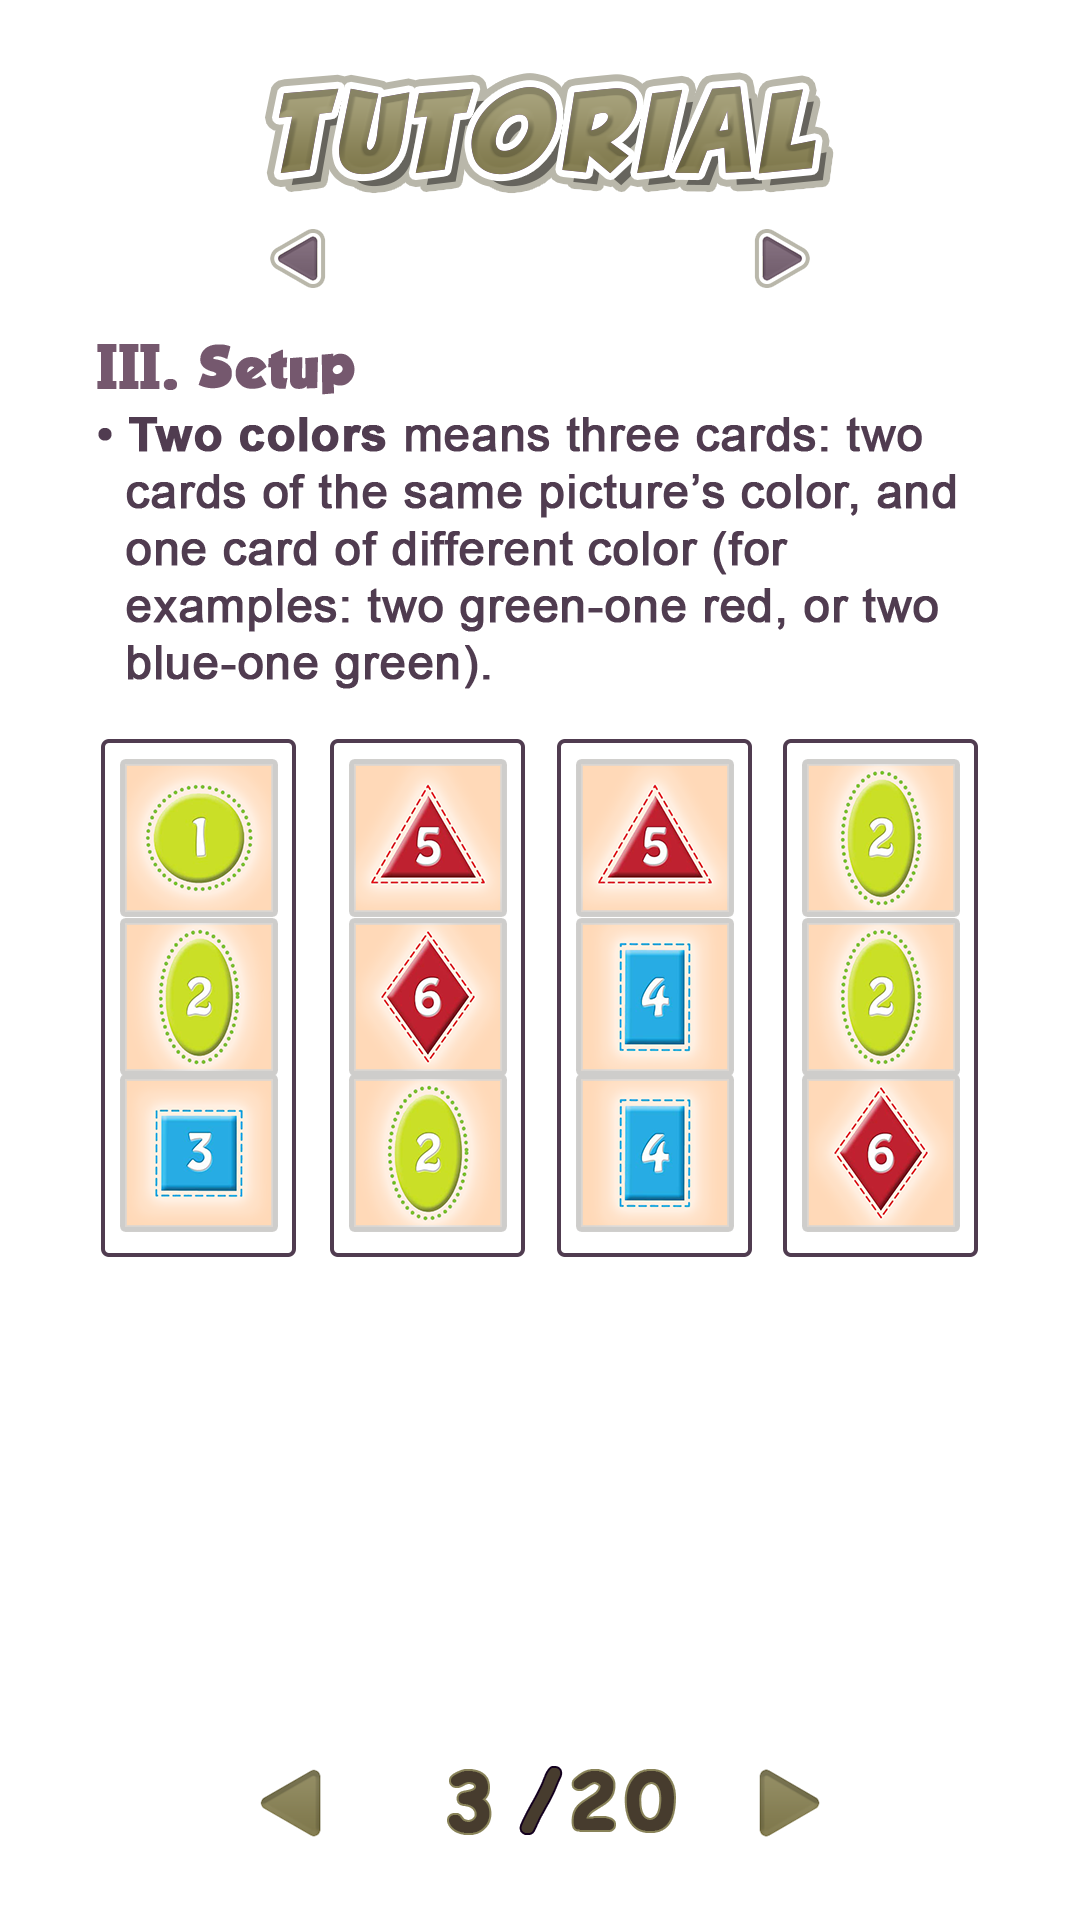 TUTORIAL
III. Setup
• Two colors means three cards: two
cards of the same picture’s color, and
one card of different color (for
examples: two green-one red, or two
blue-one green).
1 5 5 2
2 6 4 2
3 2 4 6
3 /20